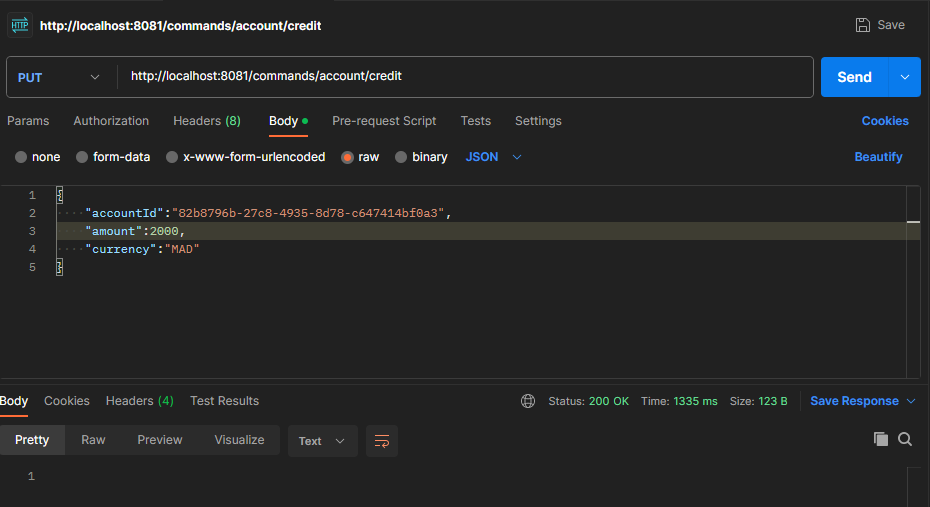 HTTP http://localhost:8081/commands/account/credit Save
PUT http://localhost:8081/commands/account/credit Send
Params Authorization Headers (8) Body Pre-request Script Tests Settings Cookies
none form-data x-www-form-urlencoded raw binary JSON Beautify
1 {
2 "accountId":"82b8796b-27c8-4935-8d78-c647414bf0a3",
3 "amount":2000,
4 "currency":"MAD"
5 }
Body Cookies Headers (4) Test Results Status: 200 OK Time: 1335 ms Size: 123 B Save Response
Pretty Raw Preview Visualize Text
1